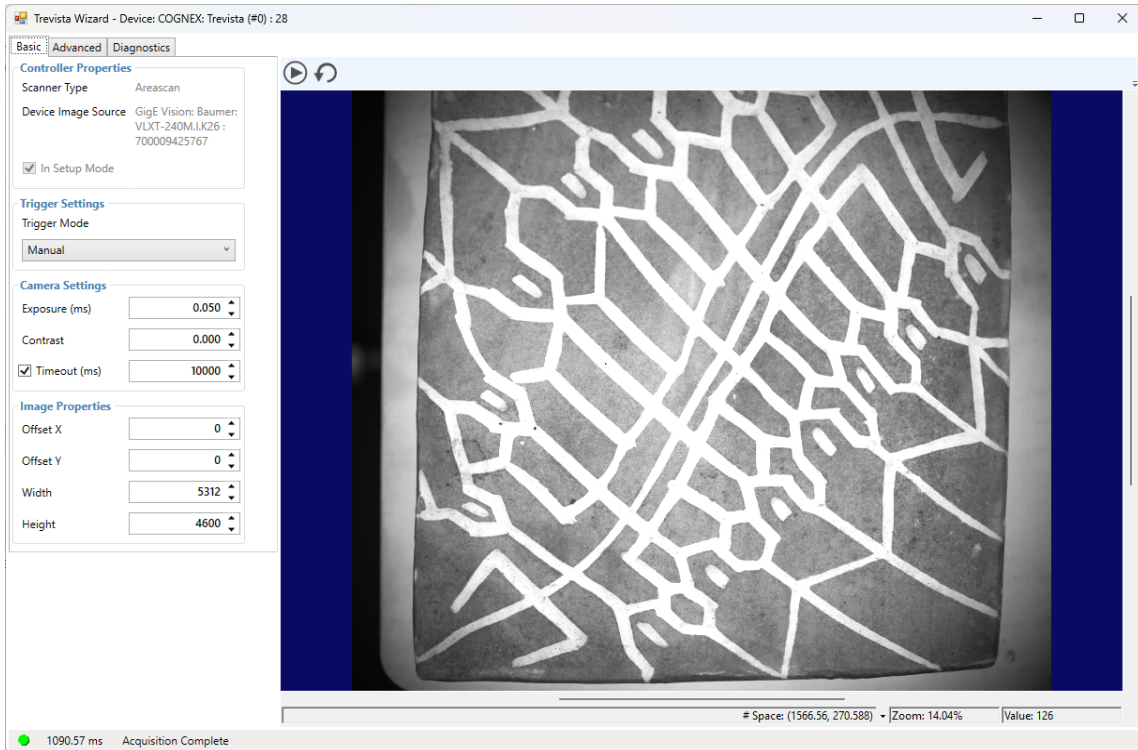 Trevista Wizard - Device: COGNEX: Trevista (#0) : 28
Basic Advanced Diagnostics
Controller Properties
Scanner Type Areascan
Device Image Source GigE Vision: Baumer:
VLXT-240M.I.K26 :
700009425767
In Setup Mode
Trigger Settings
Trigger Mode
Manual
Camera Settings
Exposure (ms) 0.050
Contrast 0.000
Timeout (ms) 10000
Image Properties
Offset X 0
Offset Y 0
Width 5312
Height 4600
# Space: (1566.56, 270.588) Zoom: 14.04% Value: 126
1090.57 ms Acquisition Complete